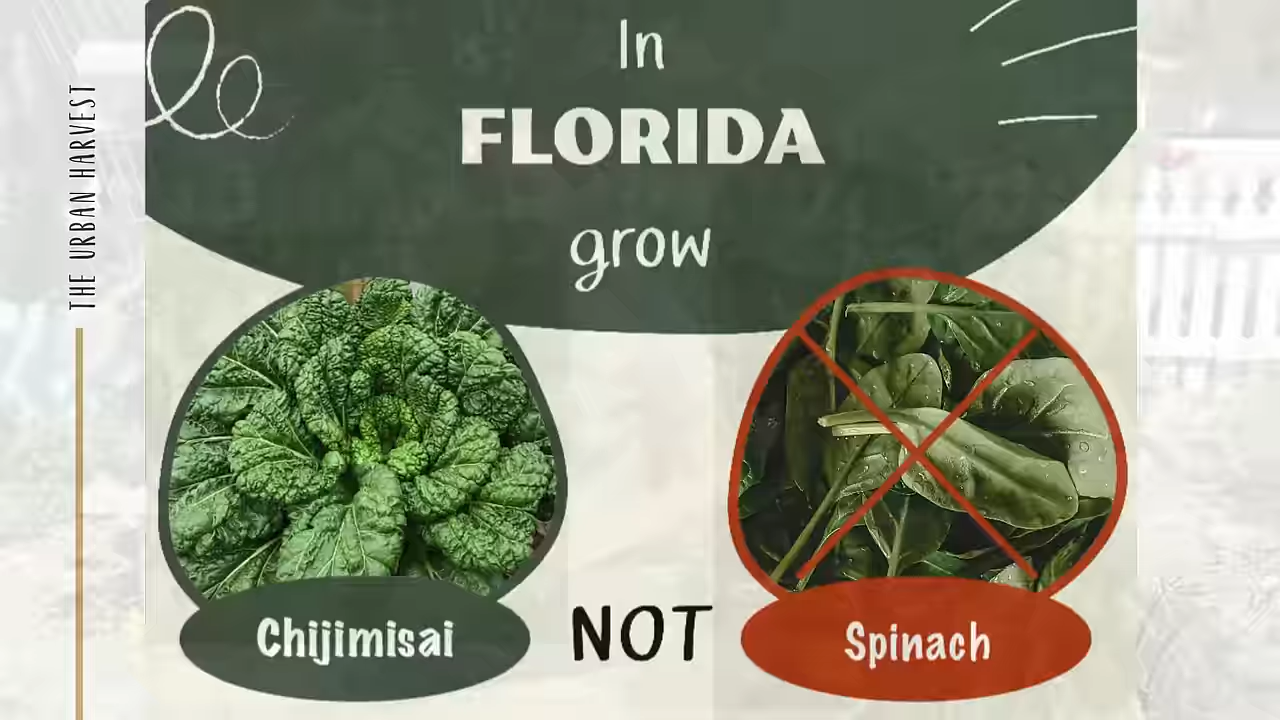 THE URBAN HARVEST
In
FLORIDA
grow
Chijimisai
NOT
Spinach